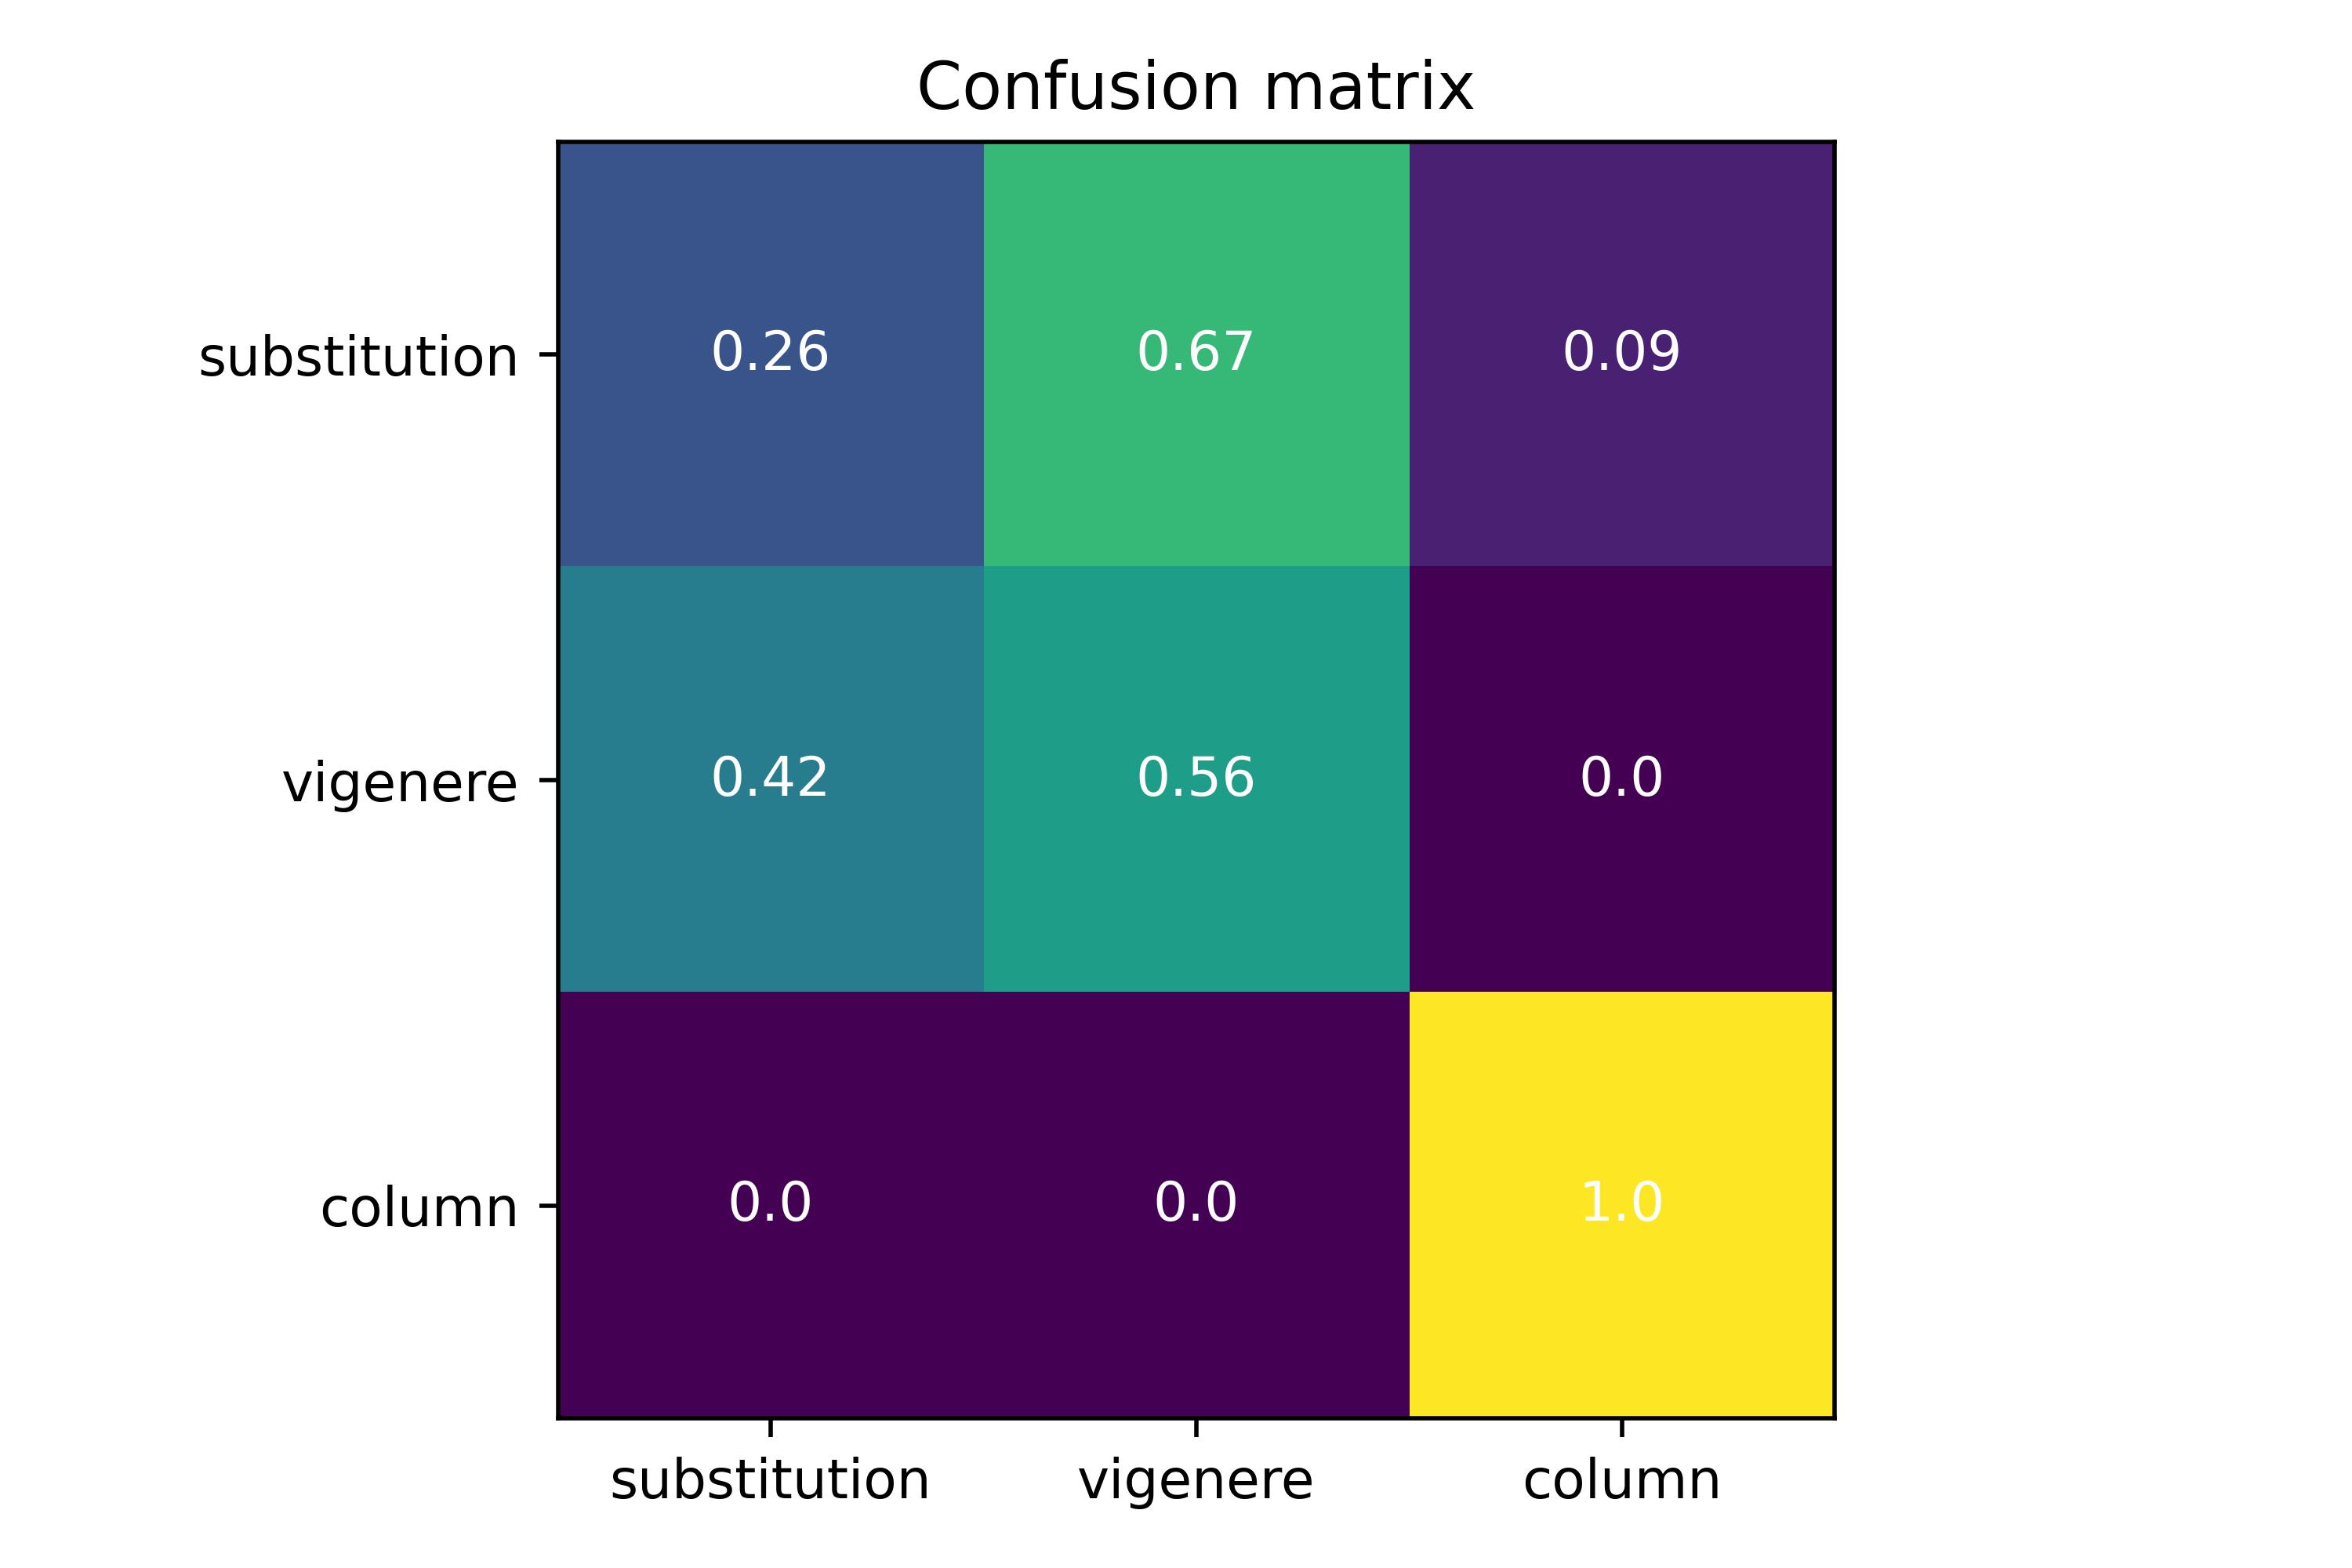 Confusion matrix
substitution 0.26 0.67 0.09
vigenere 0.42 0.56 0.0
column 0.0 0.0 1.0
substitution vigenere column